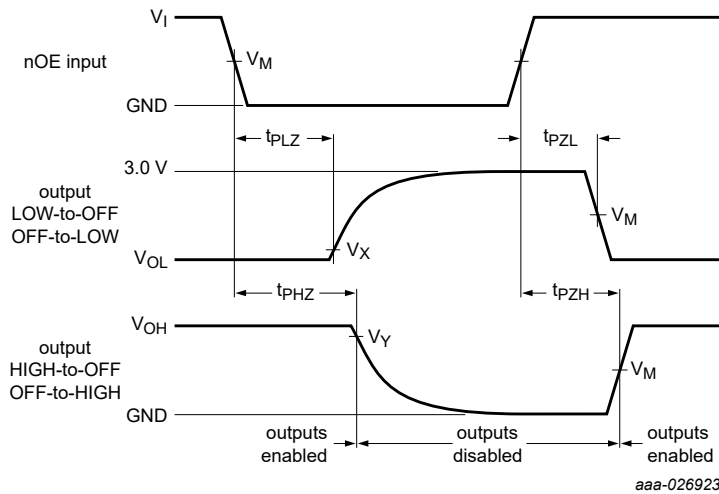 V_I
nOE input
V_M
GND
t_PLZ
t_PZL
3.0 V
output
LOW-to-OFF
OFF-to-LOW
V_M
V_X
V_OL
t_PHZ
t_PZH
V_OH
V_Y
output
HIGH-to-OFF
OFF-to-HIGH
V_M
GND
outputs
enabled
outputs
disabled
outputs
enabled
aaa-026923